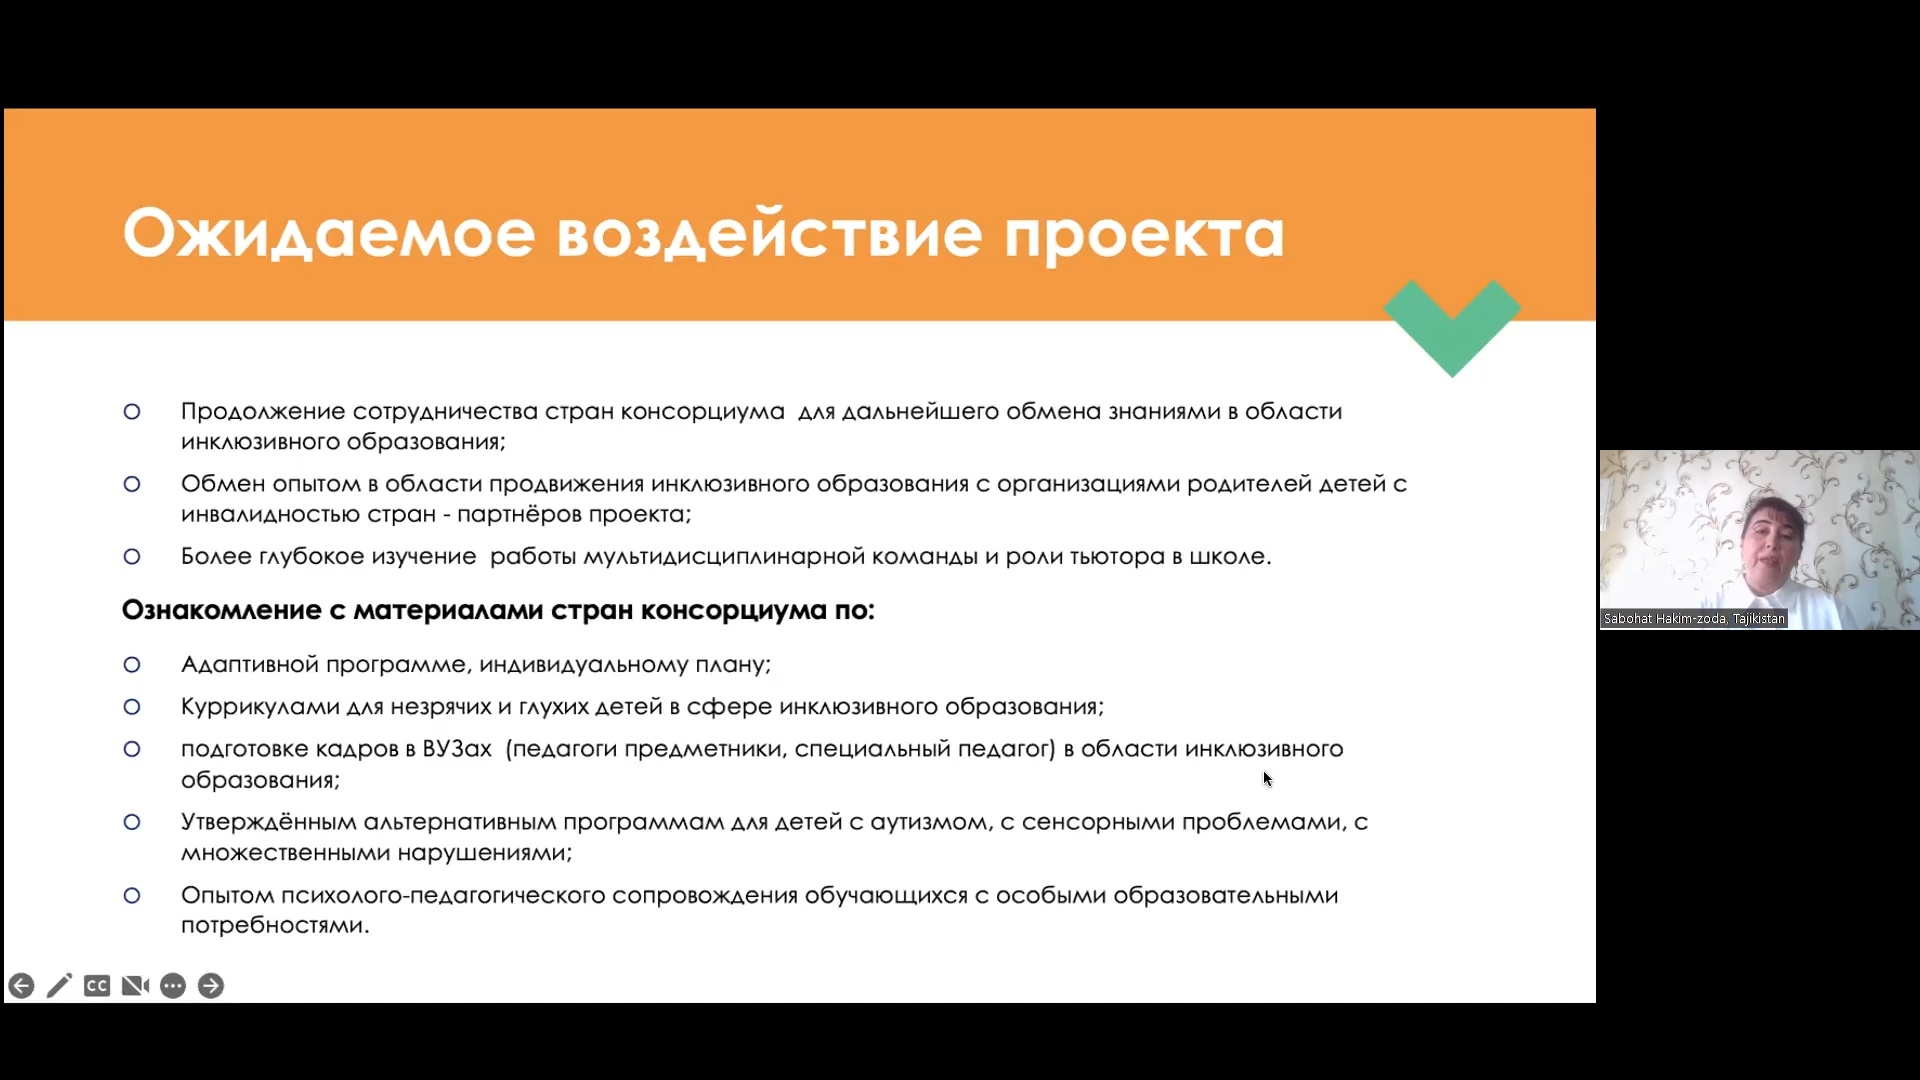 Ожидаемое воздействие проекта
Продолжение сотрудничества стран консорциума для дальнейшего обмена знаниями в области
инклюзивного образования;
Обмен опытом в области продвижения инклюзивного образования с организациями родителей детей с
инвалидностью стран - партнёров проекта;
Более глубокое изучение работы мультидисциплинарной команды и роли тьютора в школе.
Ознакомление с материалами стран консорциума по:
Адаптивной программе, индивидуальному плану;
Куррикулами для незрячих и глухих детей в сфере инклюзивного образования;
подготовке кадров в ВУЗах (педагоги предметники, специальный педагог) в области инклюзивного
образования;
Утверждённым альтернативным программам для детей с аутизмом, с сенсорными проблемами, с
множественными нарушениями;
Опытом психолого-педагогического сопровождения обучающихся с особыми образовательными
потребностями.
CC
Sabohat Hakim-zoda, Tajikistan